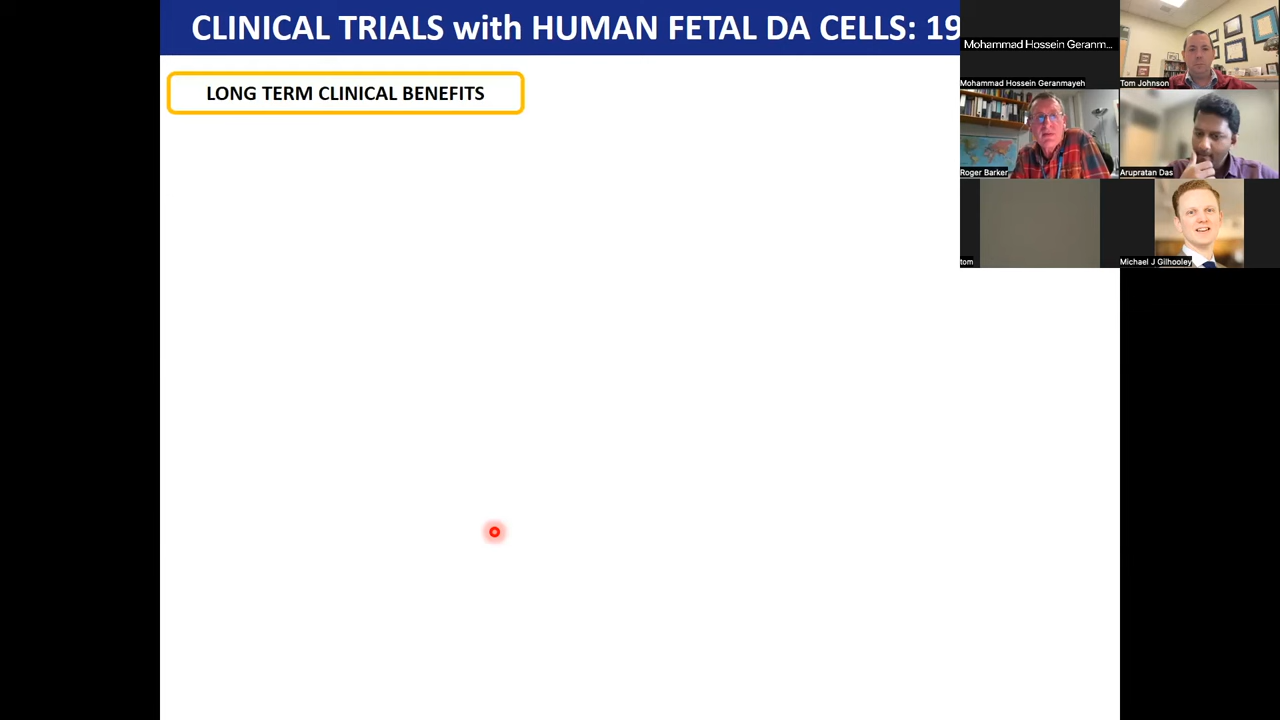 CLINICAL TRIALS with HUMAN FETAL DA CELLS: 19
LONG TERM CLINICAL BENEFITS
Mohammad Hossein Geranm...
Mohammad Hossein Geranmayeh
Tom Johnson
Roger Barker
Arupratan Das
tom
Michael J Gilhooley